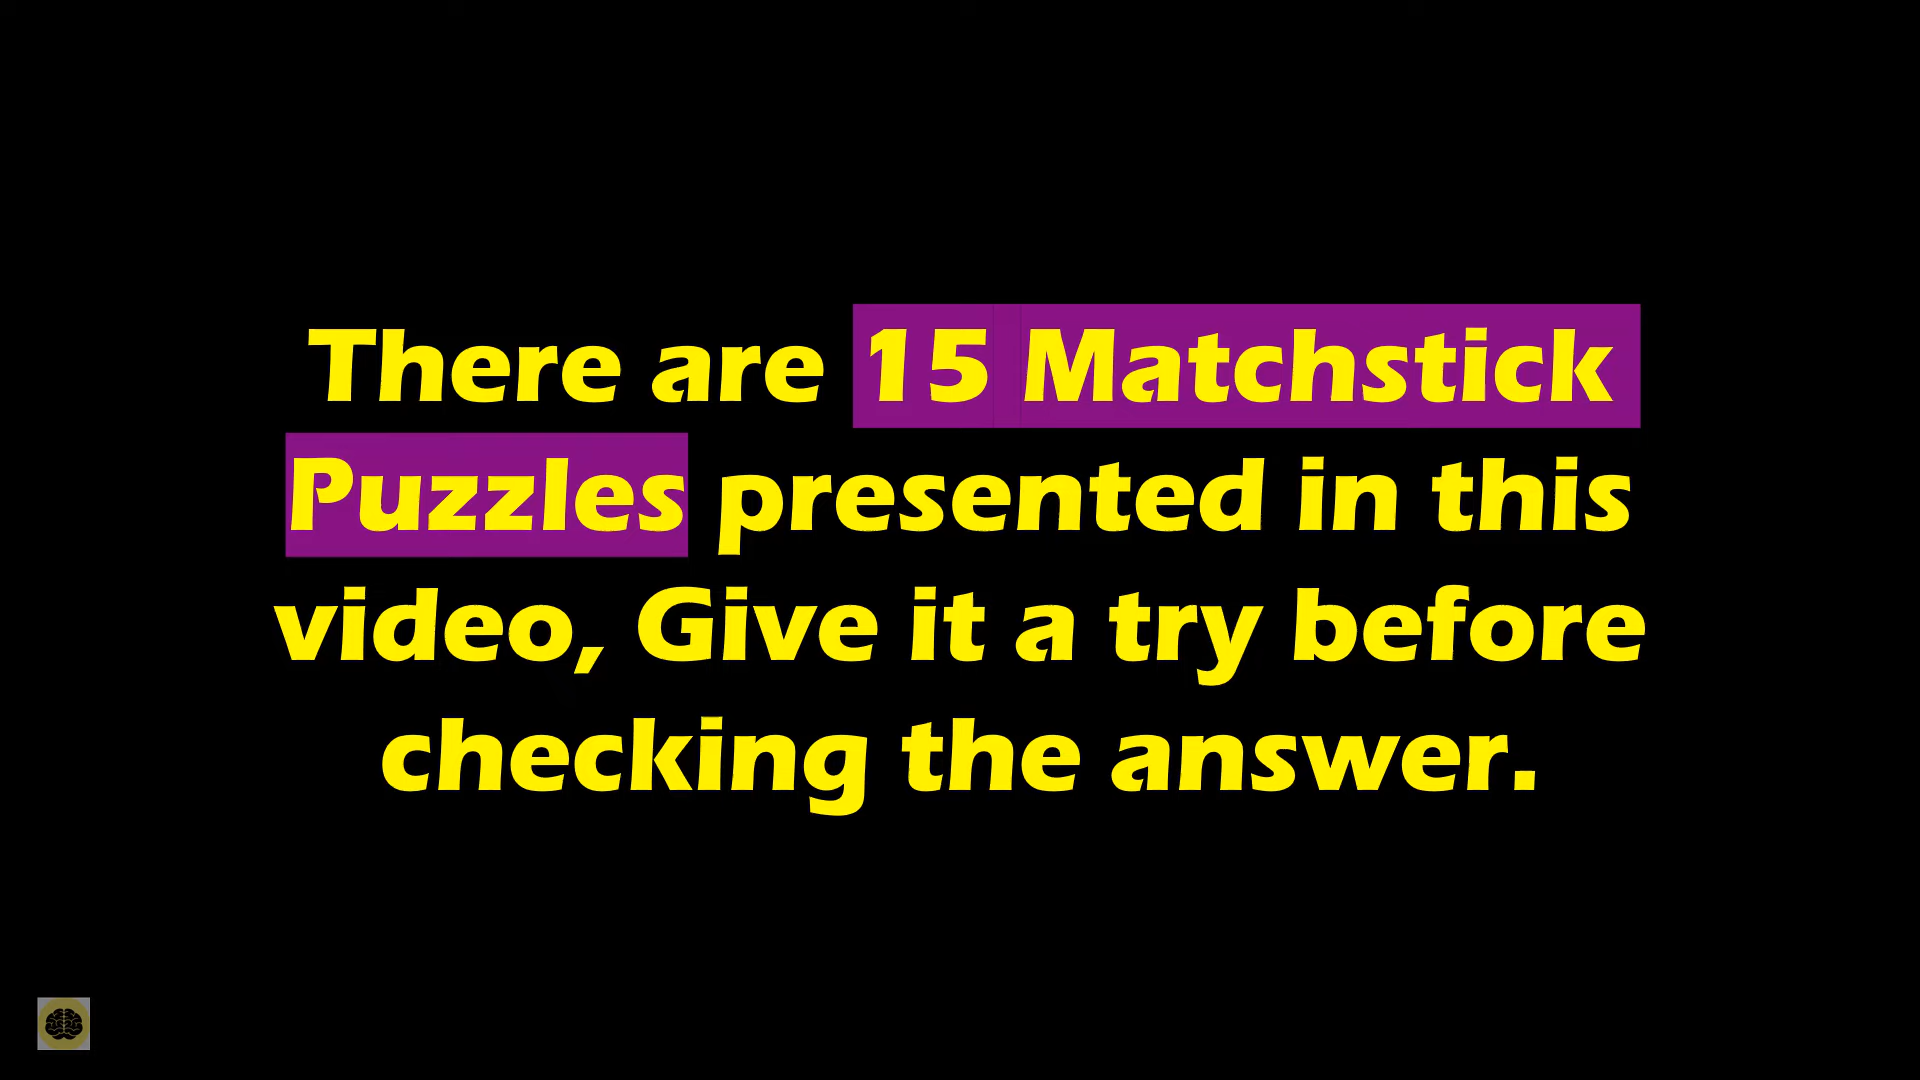 There are 15 Matchstick
Puzzles presented in this
video, Give it a try before
checking the answer.